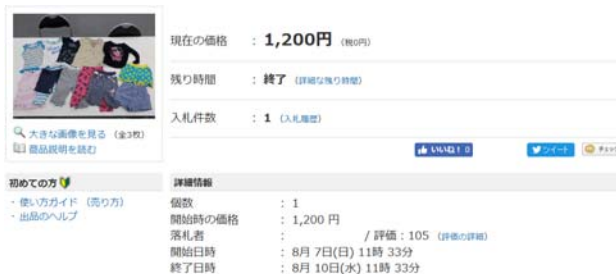 現在の価格 : 1,200円 (税0円)
残り時間 : 終了 (詳細な残り時間)
入札件数 : 1 (入札履歴)
大きな画像を見る (全3枚)
商品説明を読む
いいね! 0
ツイート
チェック
初めての方
・使い方ガイド (売り方)
・出品のヘルプ
詳細情報
個数 : 1
開始時の価格 : 1,200 円
落札者 : / 評価:105 (評価の詳細)
開始日時 : 8月 7日(日) 11時 33分
終了日時 : 8月 10日(水) 11時 33分